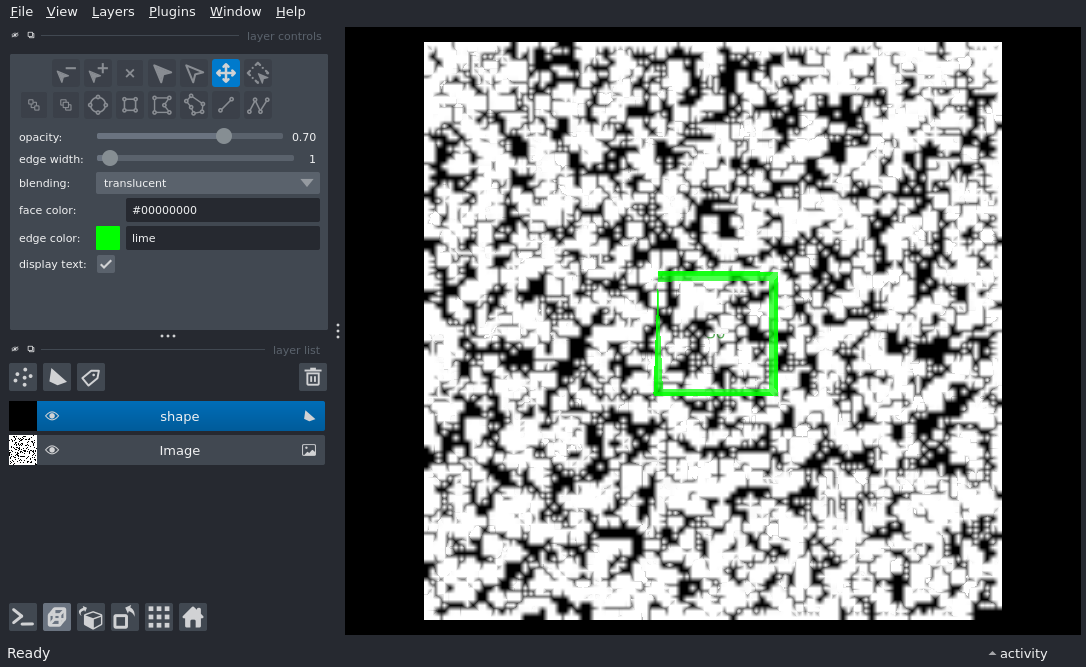 File View Layers Plugins Window Help
layer controls
opacity: 0.70
edge width: 1
blending: translucent
face color: #00000000
edge color: lime
display text:
layer list
shape
Image
Ready
activity